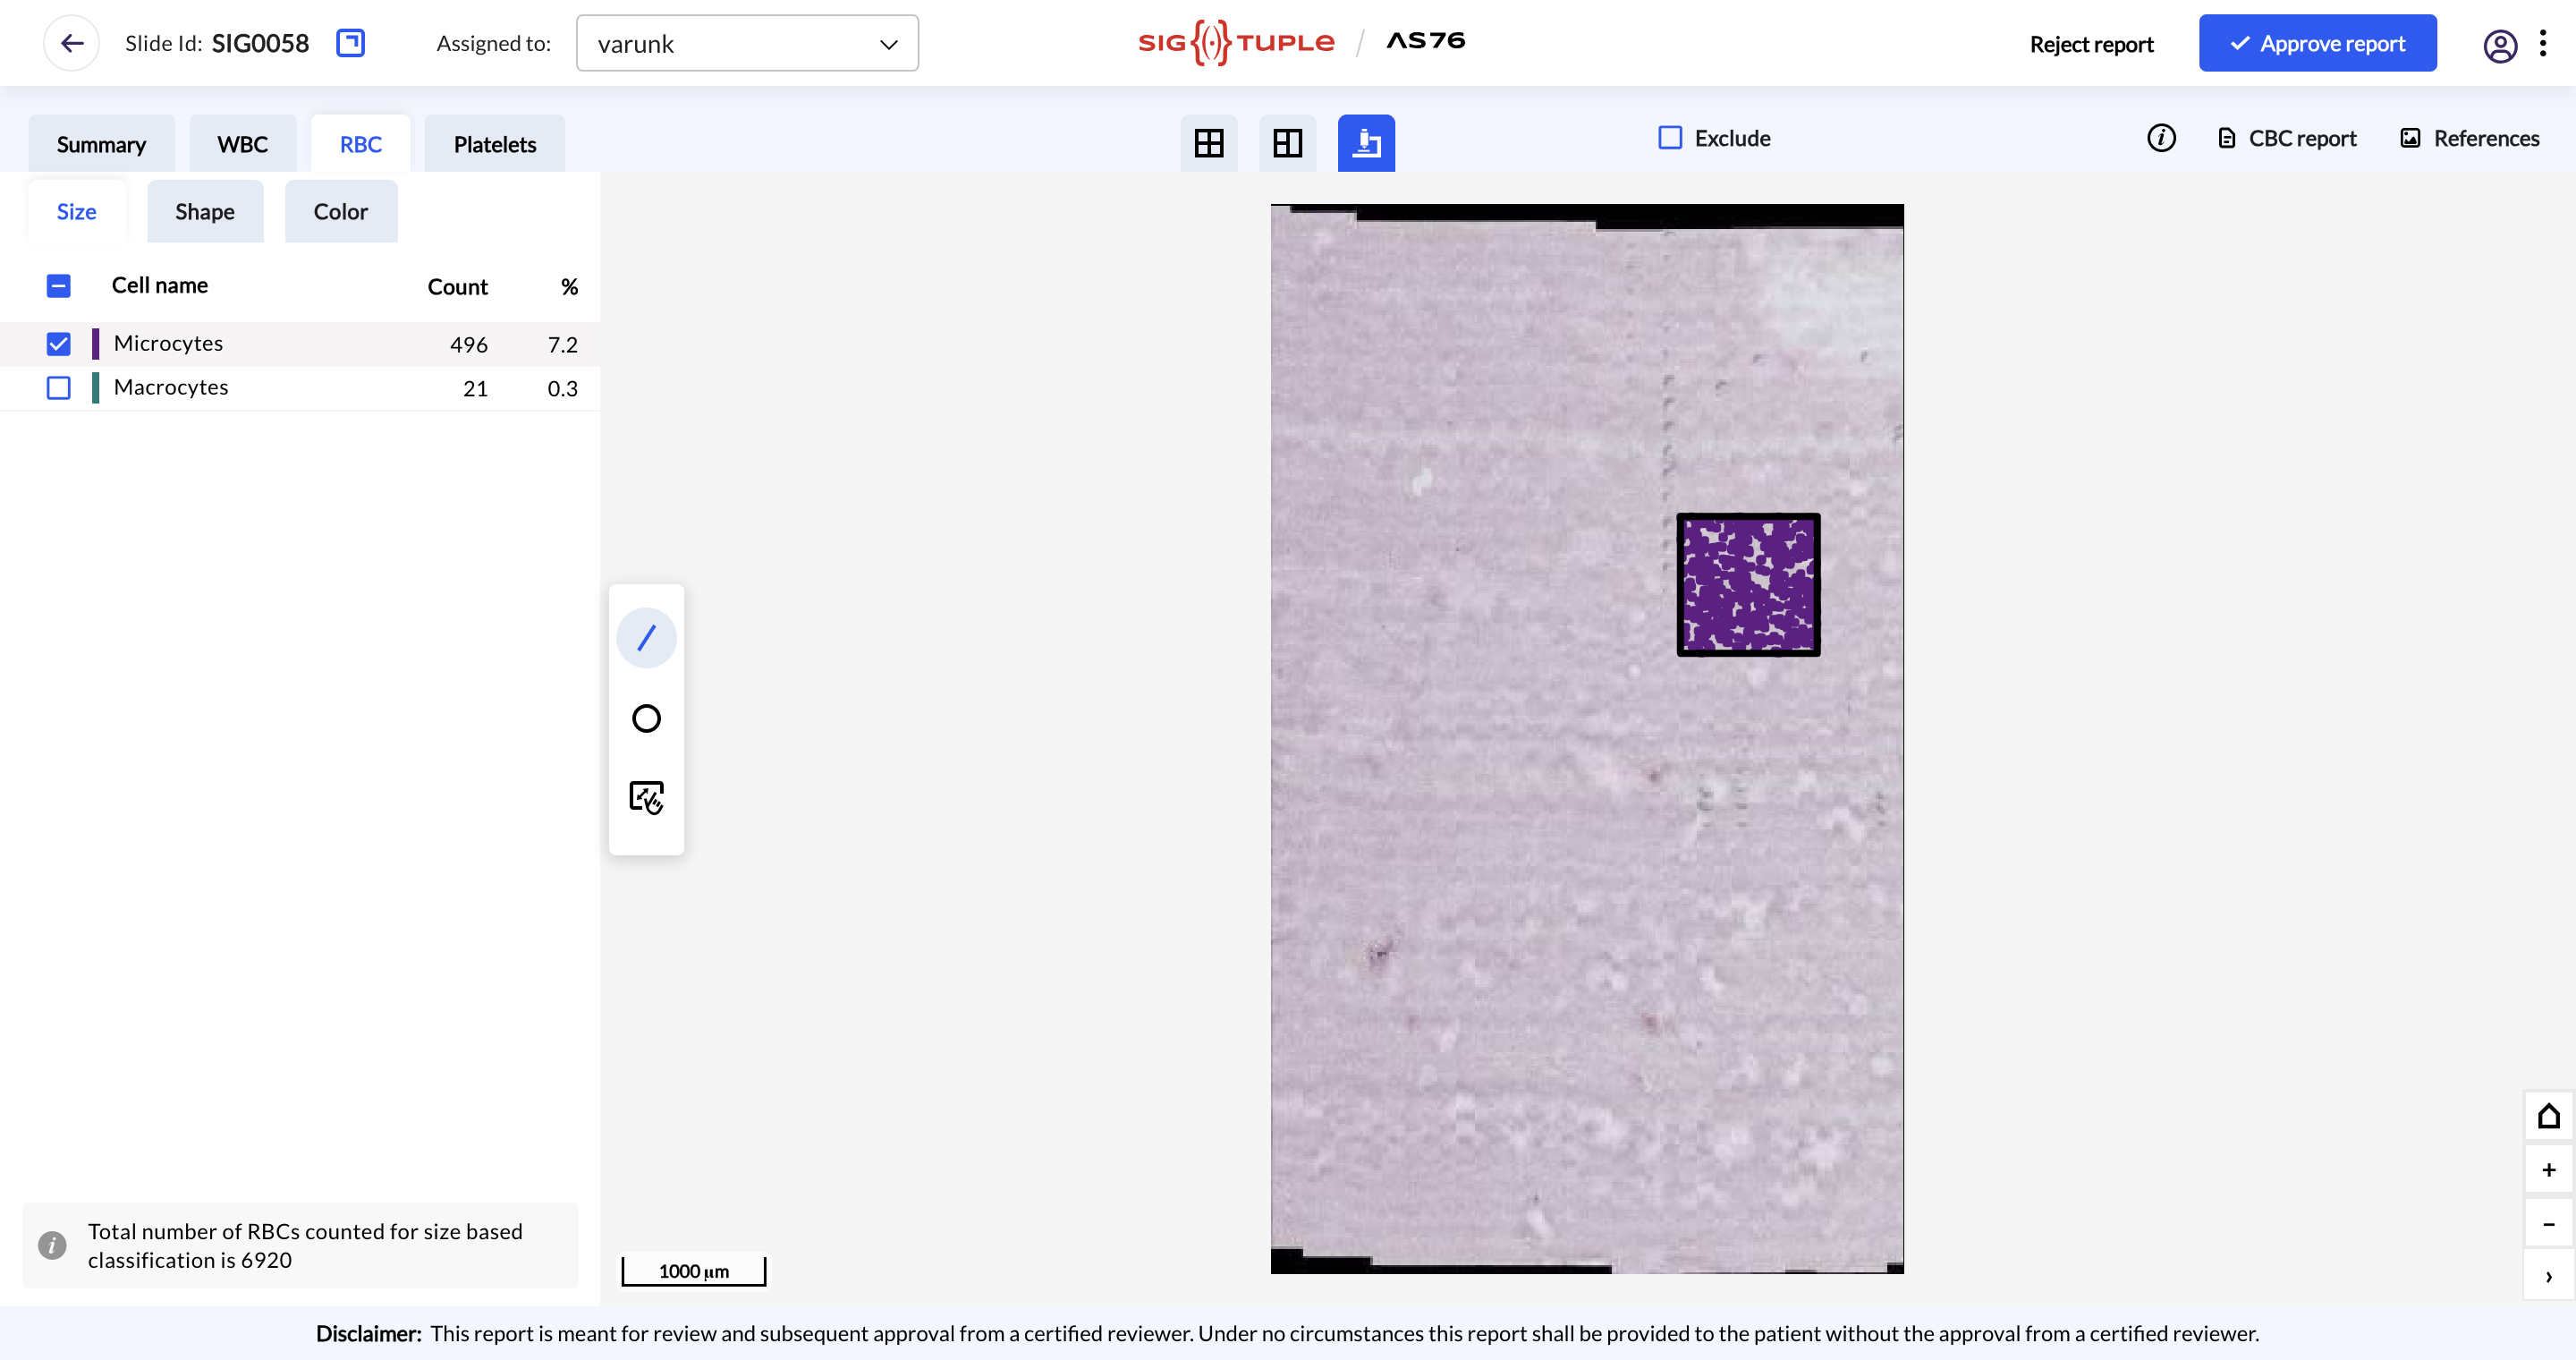 Slide Id: SIG0058
Assigned to: varunk
SIG TUPLE / AS76
Reject report
Approve report
Summary
WBC
RBC
Platelets
Exclude
CBC report
References
Size
Shape
Color
Cell name Count %
Microcytes 496 7.2
Macrocytes 21 0.3
Total number of RBCs counted for size based
classification is 6920
1000 μm
Disclaimer: This report is meant for review and subsequent approval from a certified reviewer. Under no circumstances this report shall be provided to the patient without the approval from a certified reviewer.